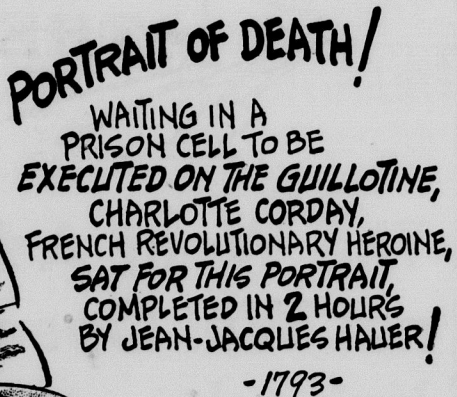 PORTRAIT OF DEATH!
WAITING IN A
PRISON CELL TO BE
EXECUTED ON THE GUILLOTINE,
CHARLOTTE CORDAY,
FRENCH REVOLUTIONARY HEROINE,
SAT FOR THIS PORTRAIT,
COMPLETED IN 2 HOURS
BY JEAN-JACQUES HAUER!
-1793-